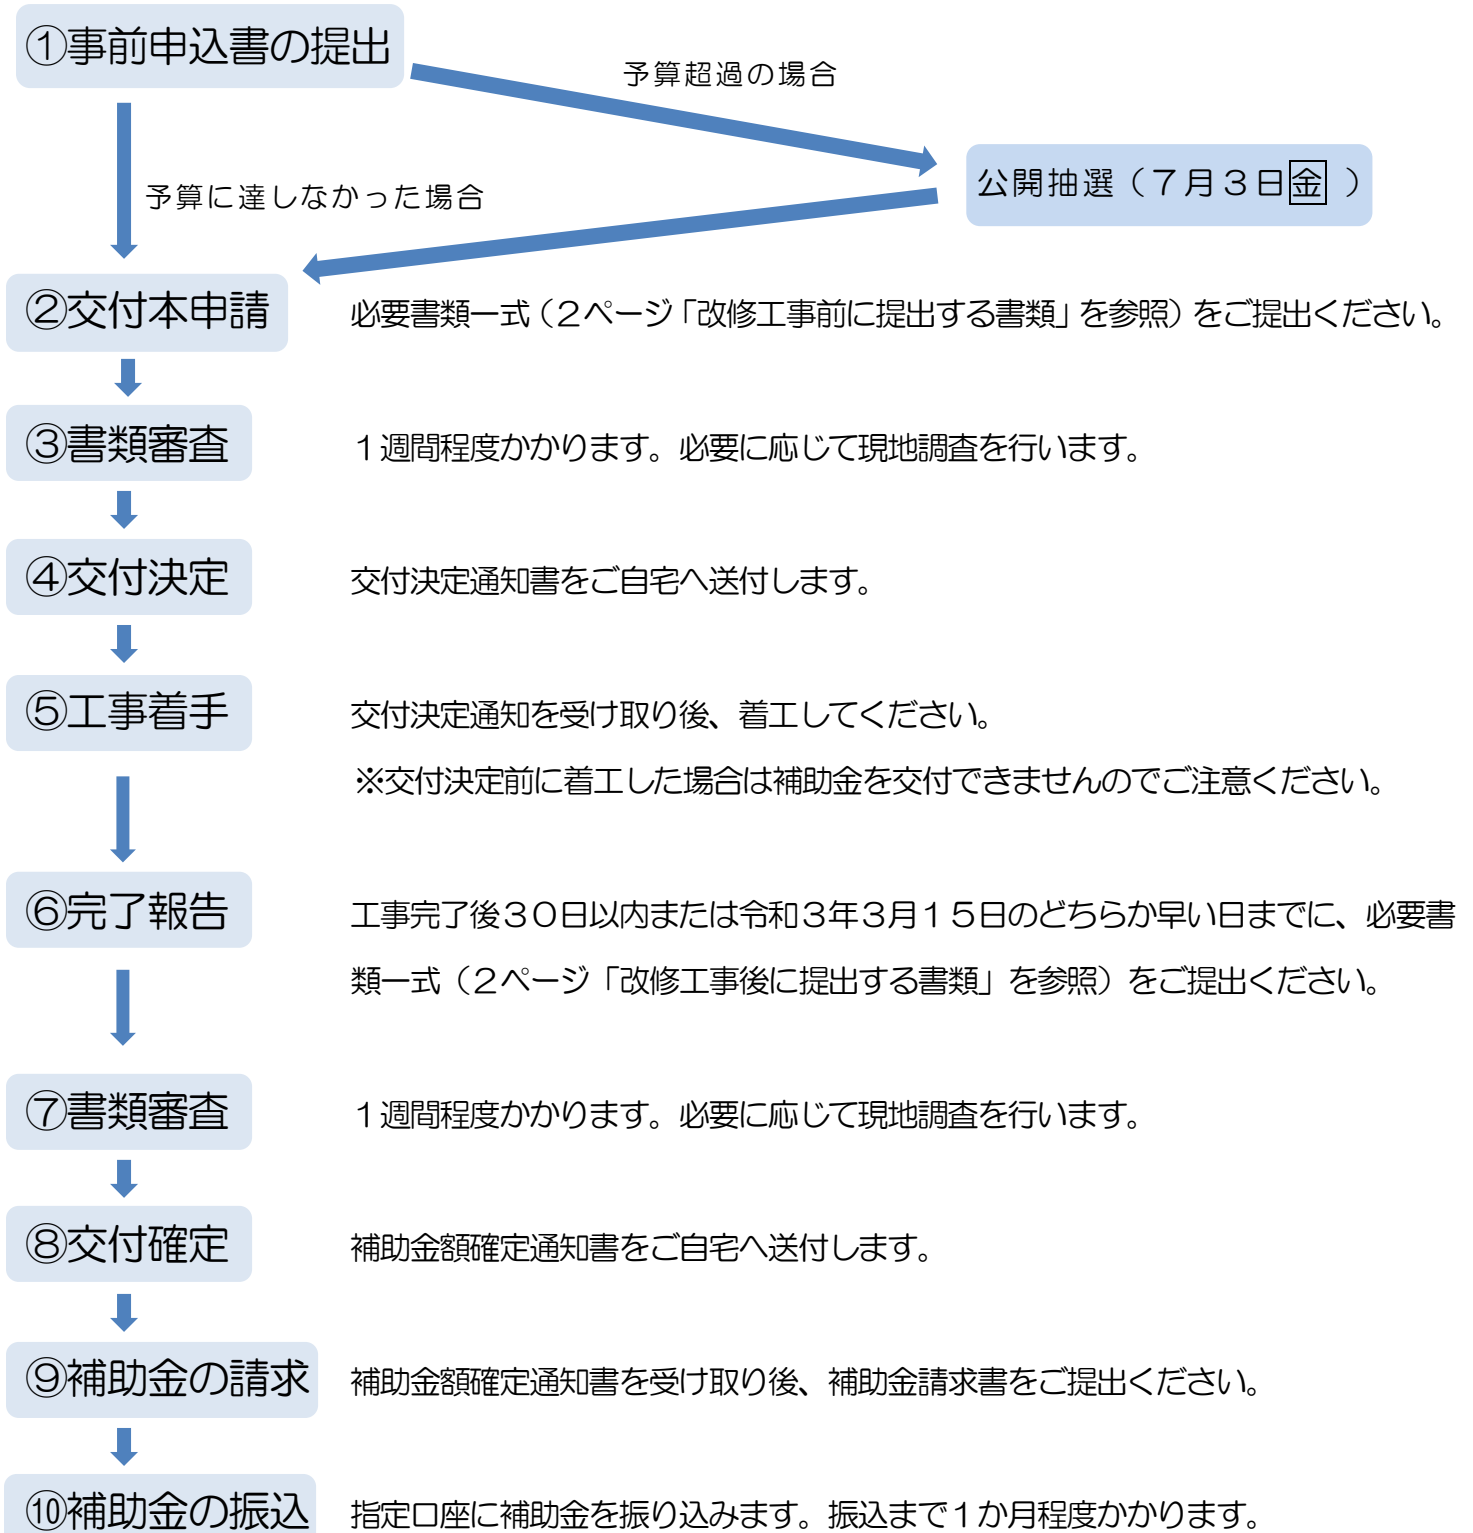 ①事前申込書の提出
予算超過の場合
公開抽選（７月３日金 ）
予算に達しなかった場合
②交付本申請
必要書類一式（２ページ「改修工事前に提出する書類」を参照）をご提出ください。
③書類審査
１週間程度かかります。必要に応じて現地調査を行います。
④交付決定
交付決定通知書をご自宅へ送付します。
⑤工事着手
交付決定通知を受け取り後、着工してください。
※交付決定前に着工した場合は補助金を交付できませんのでご注意ください。
⑥完了報告
工事完了後３０日以内または令和３年３月１５日のどちらか早い日までに、必要書
類一式（２ページ「改修工事後に提出する書類」を参照）をご提出ください。
⑦書類審査
１週間程度かかります。必要に応じて現地調査を行います。
⑧交付確定
補助金額確定通知書をご自宅へ送付します。
⑨補助金の請求
補助金額確定通知書を受け取り後、補助金請求書をご提出ください。
⑩補助金の振込
指定口座に補助金を振り込みます。振込まで１か月程度かかります。